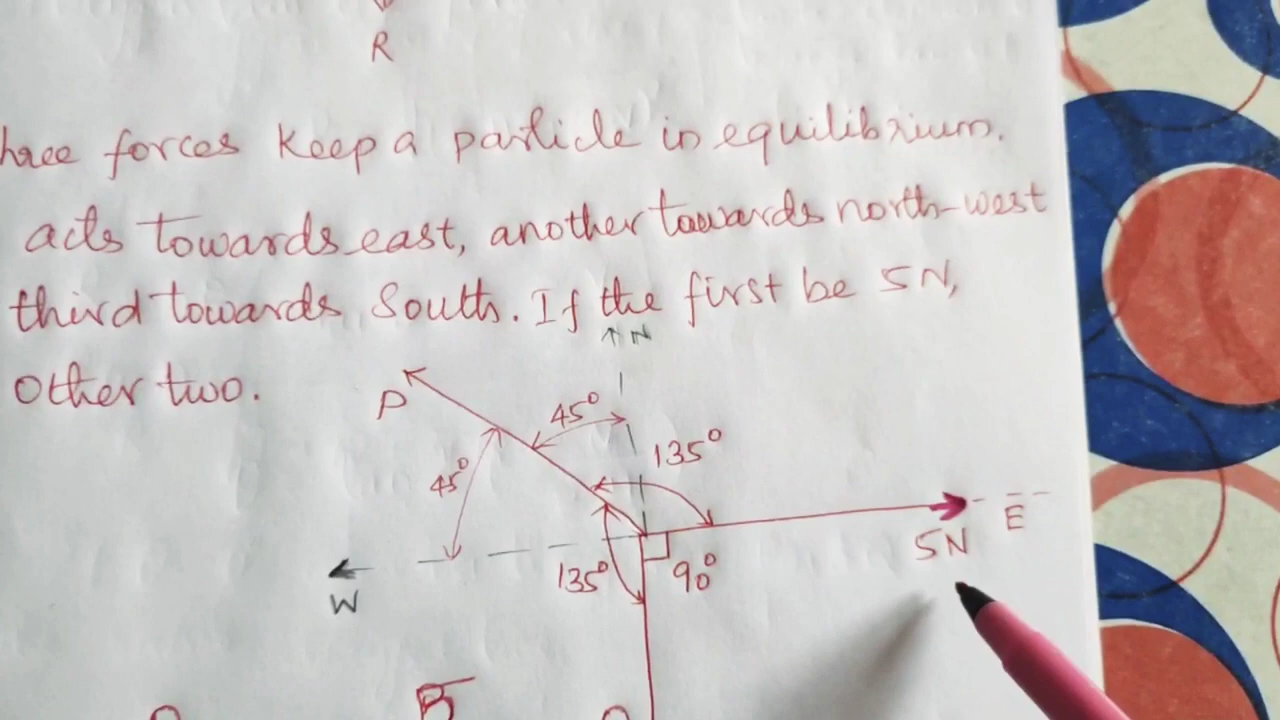 R
hree forces keep a particle in equilibrium.
acts towards east, another towards north-west
third towards South. If the first be 5N,
other two.
N
P
45°
135°
45°
E
5N
135°
90°
W